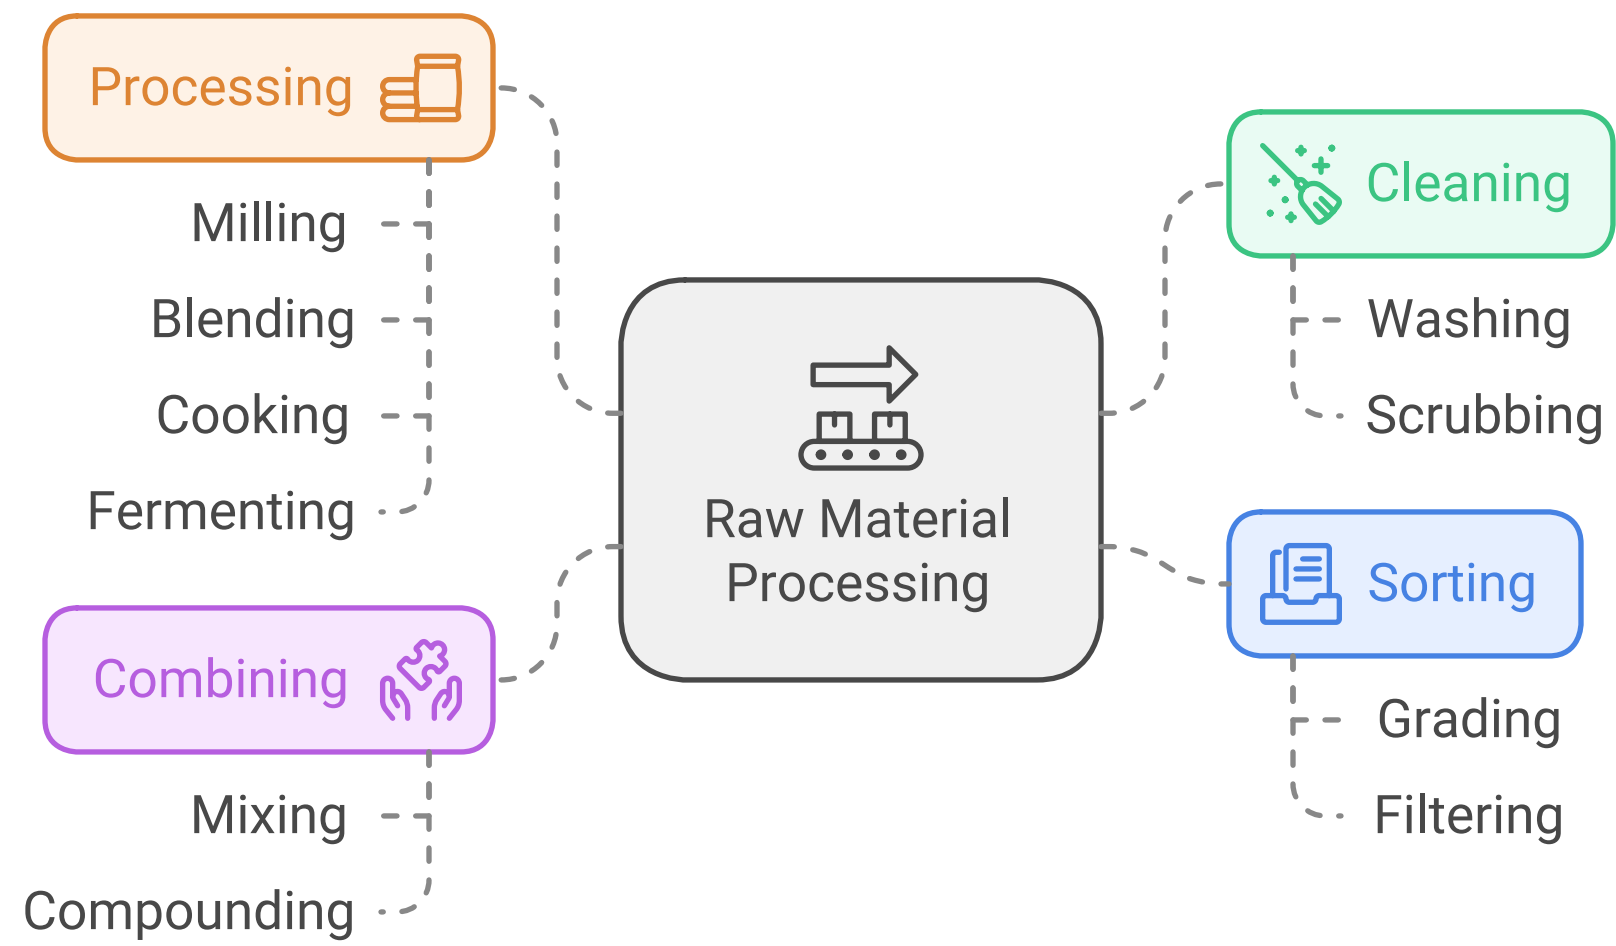 Processing
Milling
Blending
Cooking
Fermenting
Combining
Mixing
Compounding
Raw Material
Processing
Cleaning
Washing
Scrubbing
Sorting
Grading
Filtering